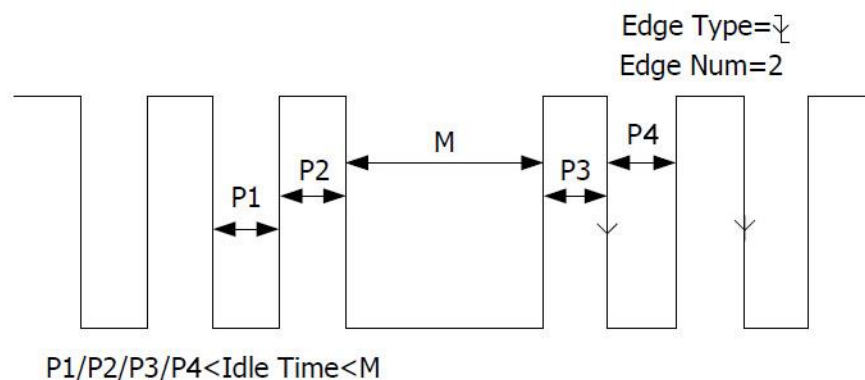 Edge Type=
Edge Num=2
M
P4
P2
P3
P1
P1/P2/P3/P4<Idle Time<M